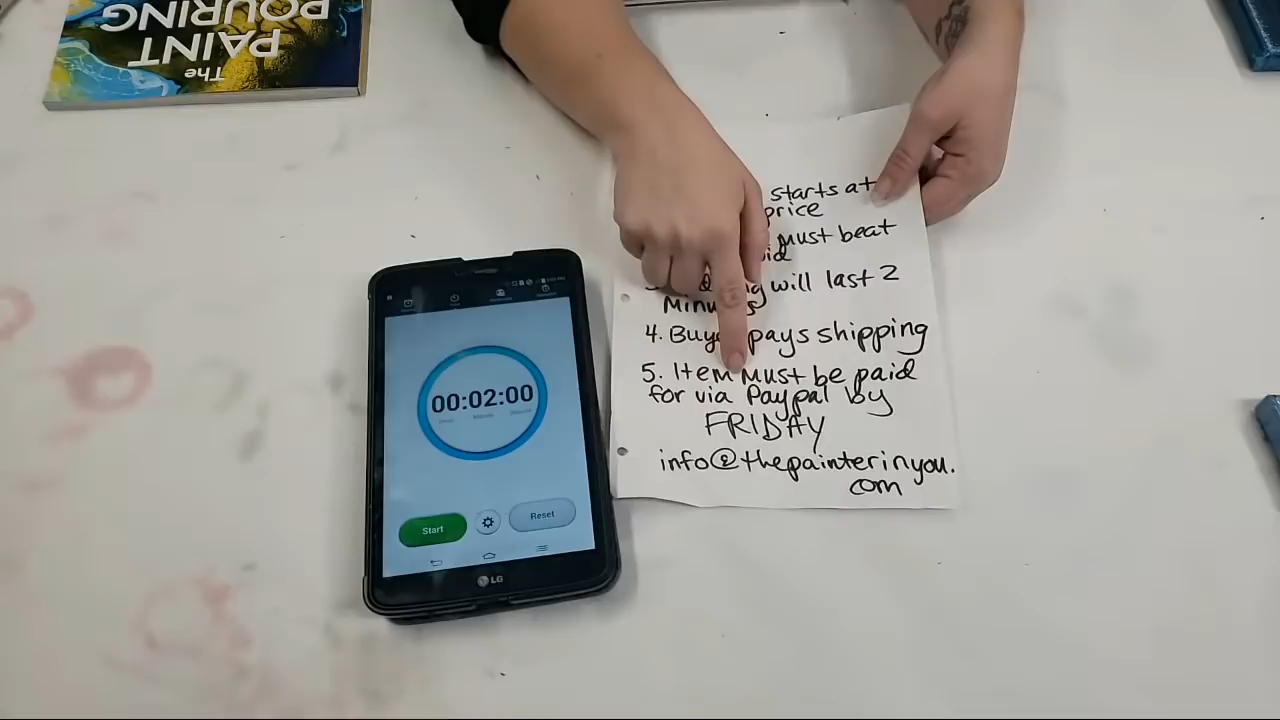 The
PAINT
POURING
00:02:00
Start
Reset
LG
starts at
price
must beat
will last 2
Minutes
4. Buyer pays shipping
5. Item must be paid
for via Paypal by
FRIDAY
info@thepainterinyou.
com